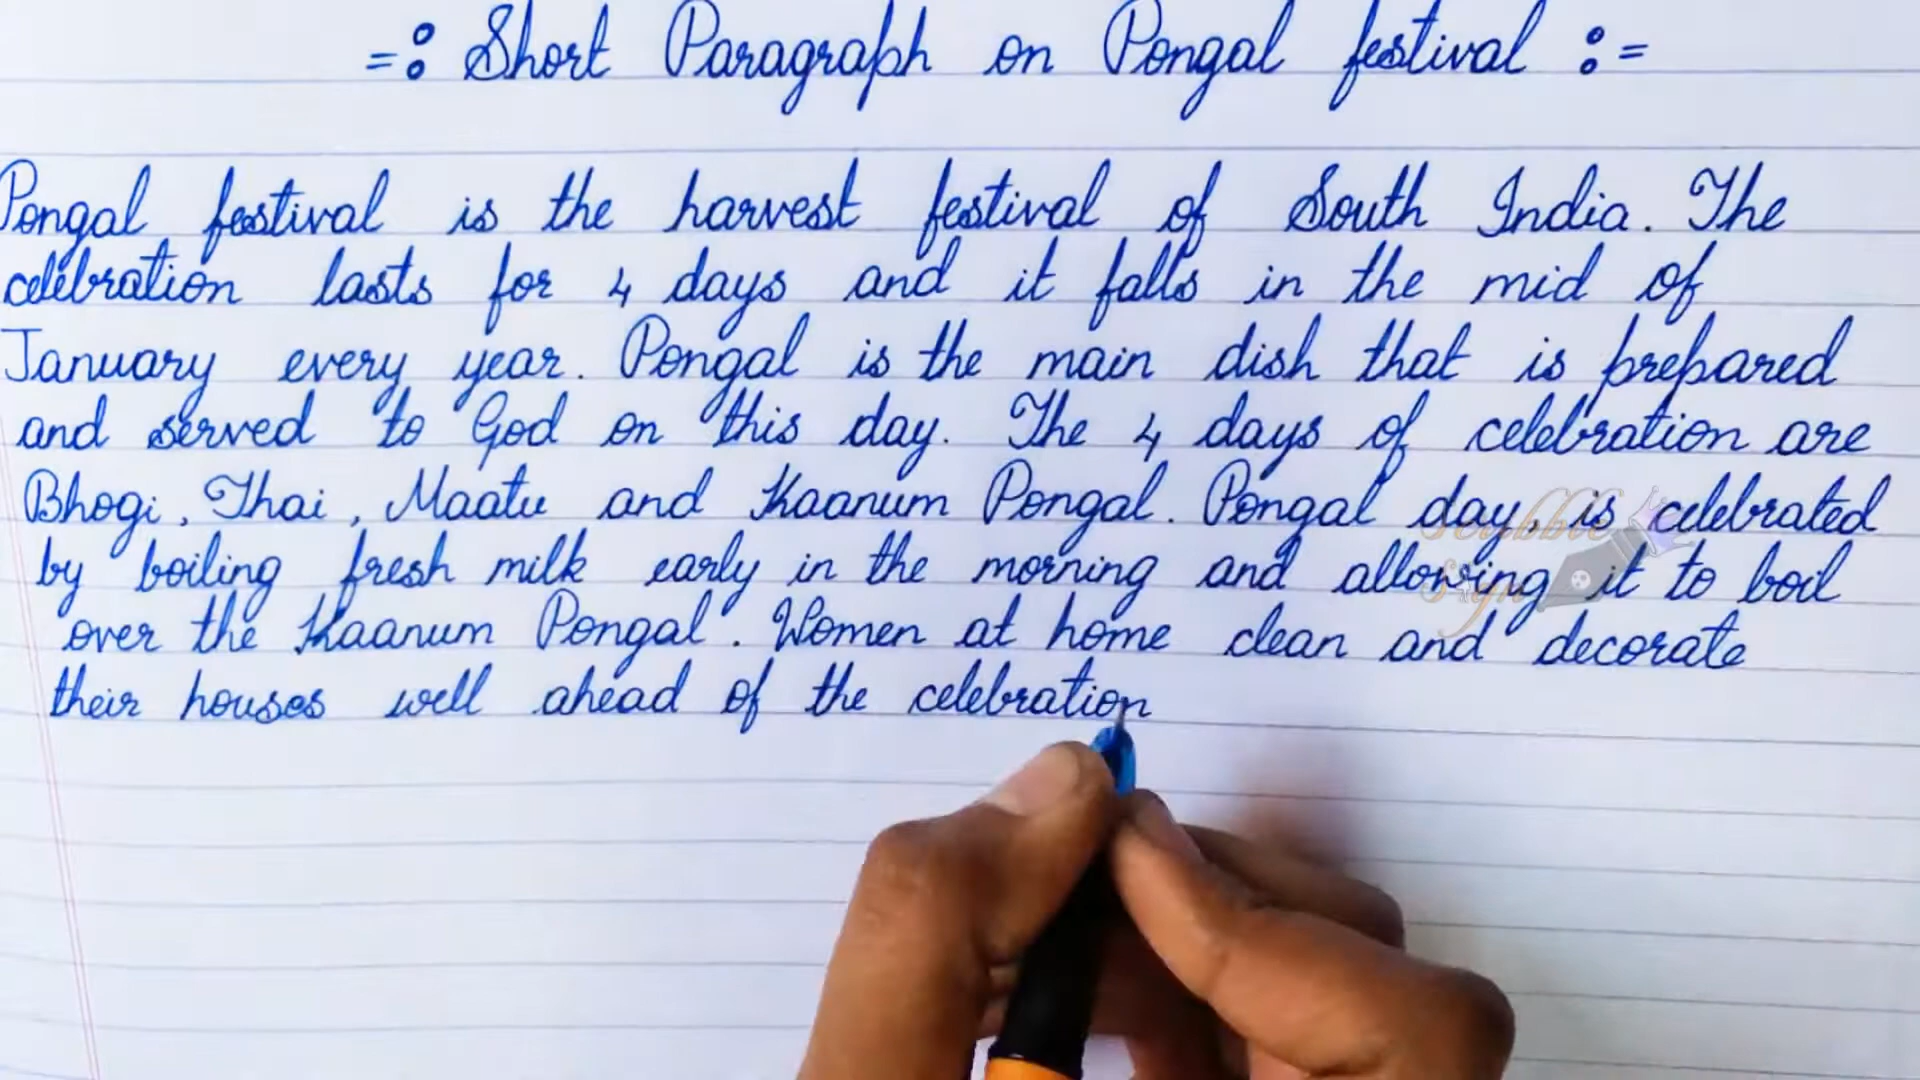 =: Short Paragraph on Pongal festival :=
Pongal festival is the harvest festival of South India. The
celebration lasts for 4 days and it falls in the mid of
January every year. Pongal is the main dish that is prepared
and served to God on this day. The 4 days of celebration are
Bhogi, Thai, Maatu and Kaanum Pongal. Pongal day, is celebrated
by boiling fresh milk early in the morning and allowing it to boil
over the Kaanum Pongal. Women at home clean and decorate
their houses well ahead of the celebration